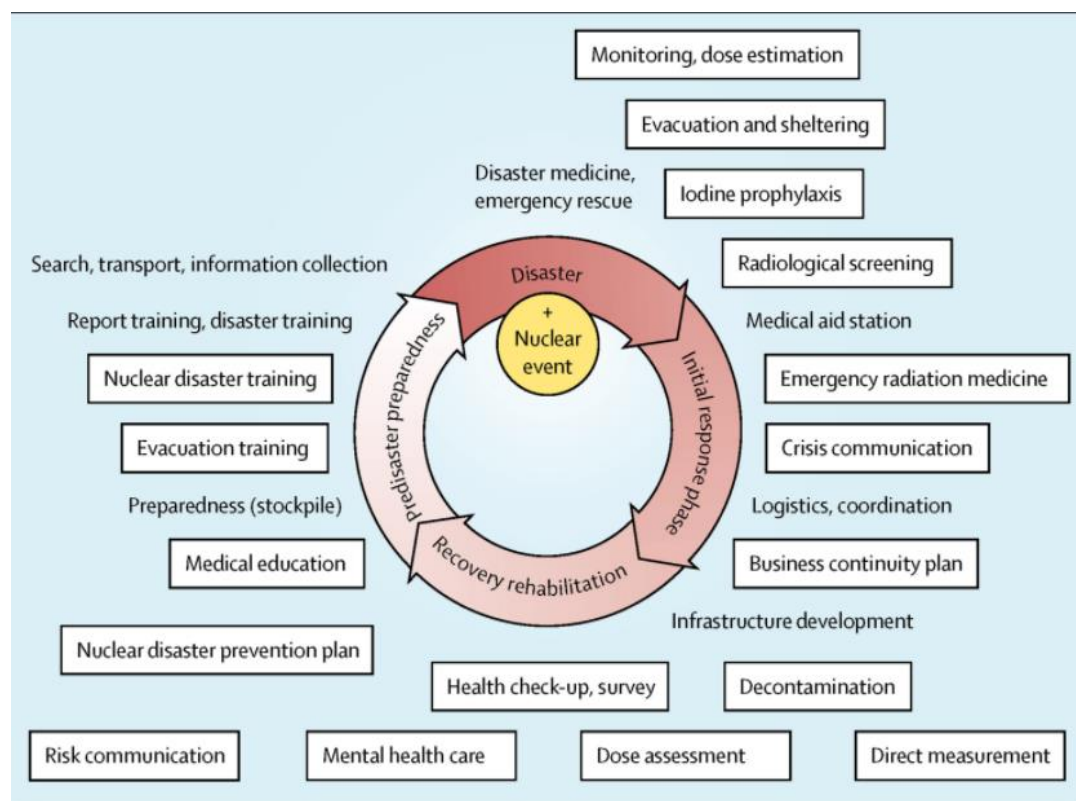 Monitoring, dose estimation
Evacuation and sheltering
Disaster medicine,
emergency rescue
Iodine prophylaxis
Search, transport, information collection
Disaster
Radiological screening
Report training, disaster training
+
Nuclear
event
Medical aid station
Nuclear disaster training
Predisaster preparedness
Initial response phase
Emergency radiation medicine
Evacuation training
Crisis communication
Preparedness (stockpile)
Logistics, coordination
Medical education
Recovery rehabilitation
Business continuity plan
Infrastructure development
Nuclear disaster prevention plan
Health check-up, survey
Decontamination
Risk communication
Mental health care
Dose assessment
Direct measurement